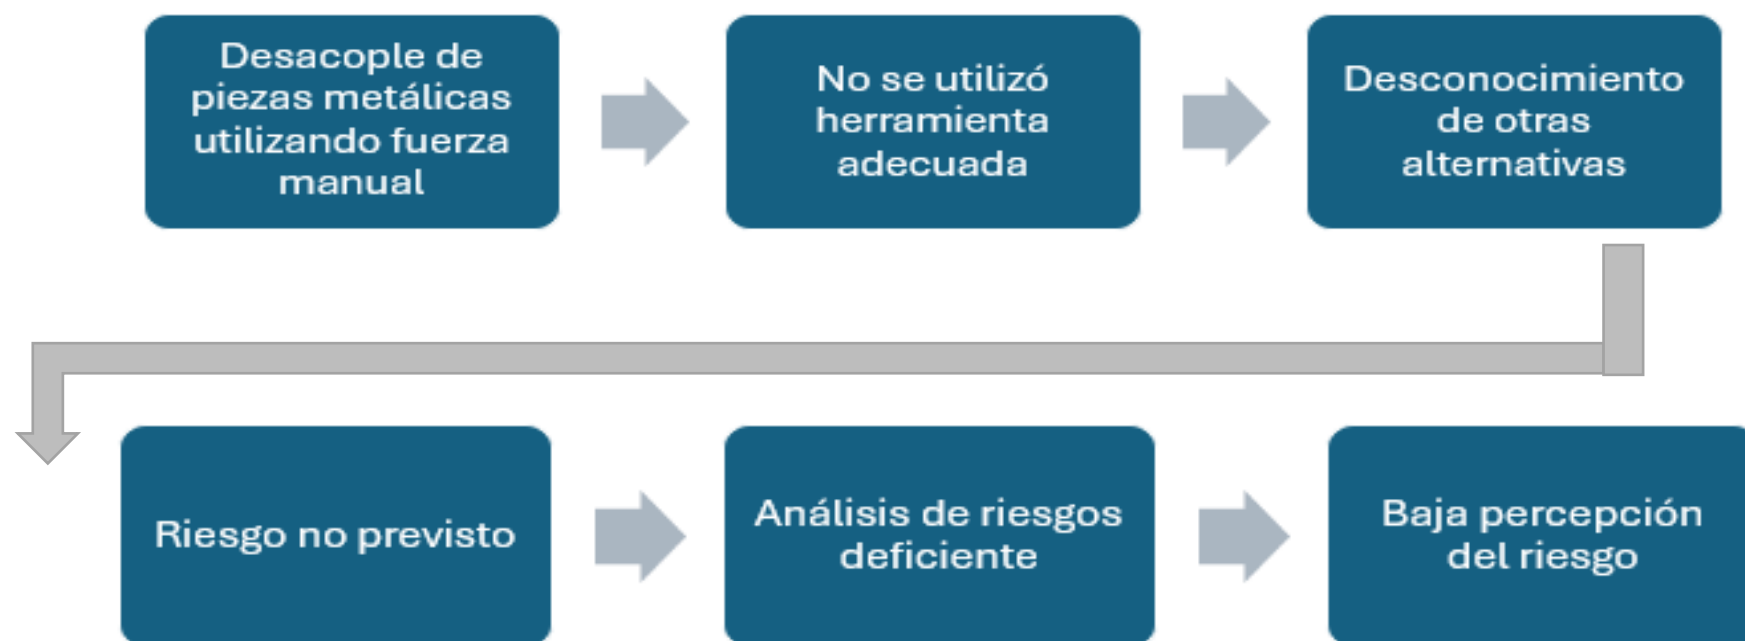 Desacople de
piezas metálicas
utilizando fuerza
manual
No se utilizó
herramienta
adecuada
Desconocimiento
de otras
alternativas
Riesgo no previsto
Análisis de riesgos
deficiente
Baja percepción
del riesgo